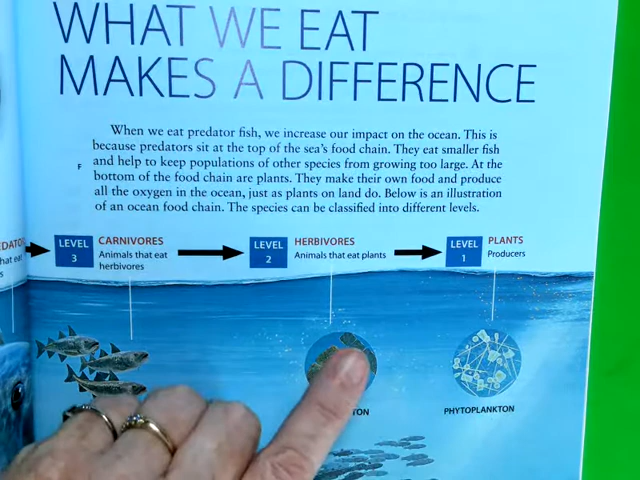 WHAT WE EAT
MAKES A DIFFERENCE
When we eat predator fish, we increase our impact on the ocean. This is
because predators sit at the top of the sea's food chain. They eat smaller fish
F and help to keep populations of other species from growing too large. At the
bottom of the food chain are plants. They make their own food and produce
all the oxygen in the ocean, just as plants on land do. Below is an illustration
of an ocean food chain. The species can be classified into different levels.
LEVEL 3
CARNIVORES
Animals that eat
herbivores
LEVEL 2
HERBIVORES
Animals that eat plants
LEVEL 1
PLANTS
Producers
PHYTOPLANKTON